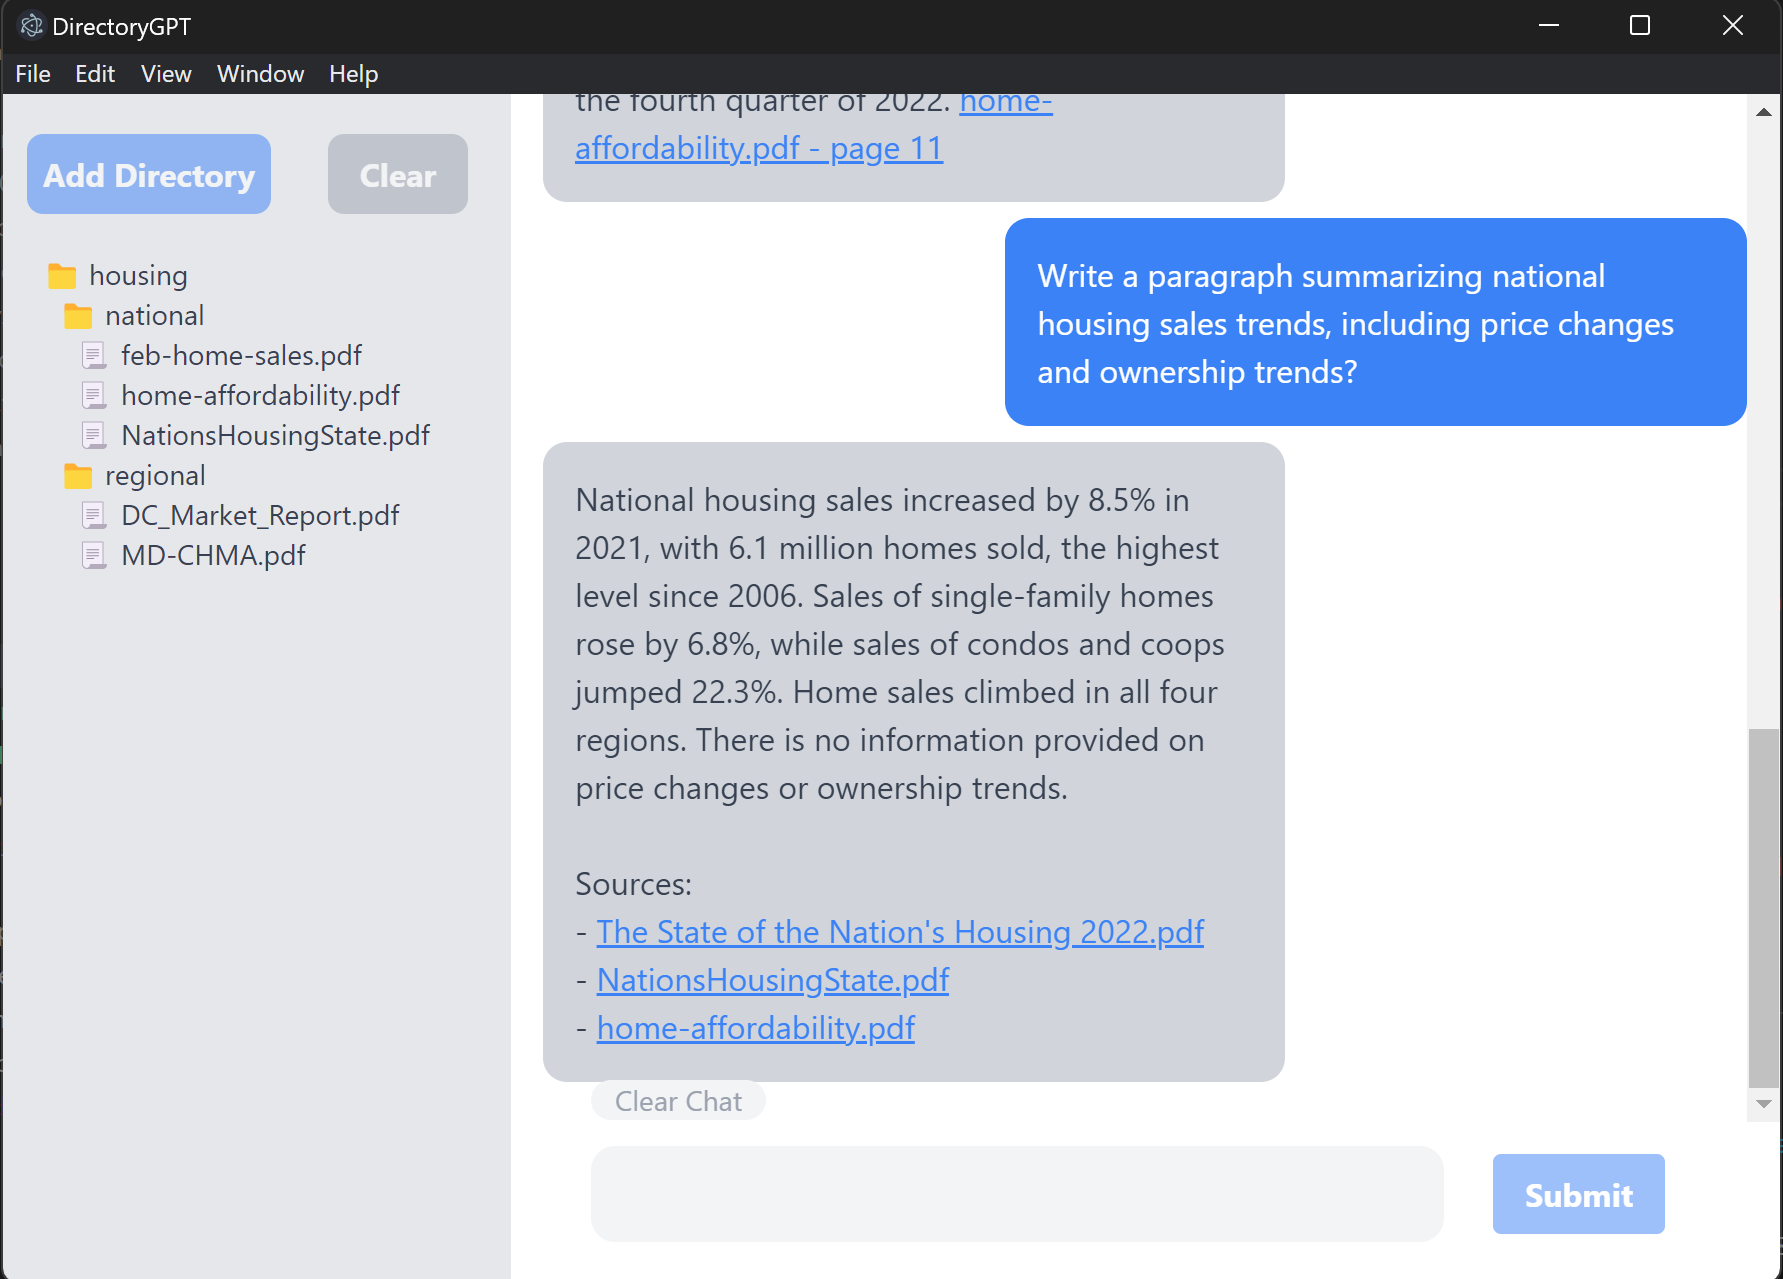 DirectoryGPT
File Edit View Window Help
Add Directory
Clear
housing
national
feb-home-sales.pdf
home-affordability.pdf
NationsHousingState.pdf
regional
DC_Market_Report.pdf
MD-CHMA.pdf
the fourth quarter of 2022. home-
affordability.pdf - page 11
Write a paragraph summarizing national
housing sales trends, including price changes
and ownership trends?
National housing sales increased by 8.5% in
2021, with 6.1 million homes sold, the highest
level since 2006. Sales of single-family homes
rose by 6.8%, while sales of condos and coops
jumped 22.3%. Home sales climbed in all four
regions. There is no information provided on
price changes or ownership trends.
Sources:
- The State of the Nation's Housing 2022.pdf
- NationsHousingState.pdf
- home-affordability.pdf
Clear Chat
Submit